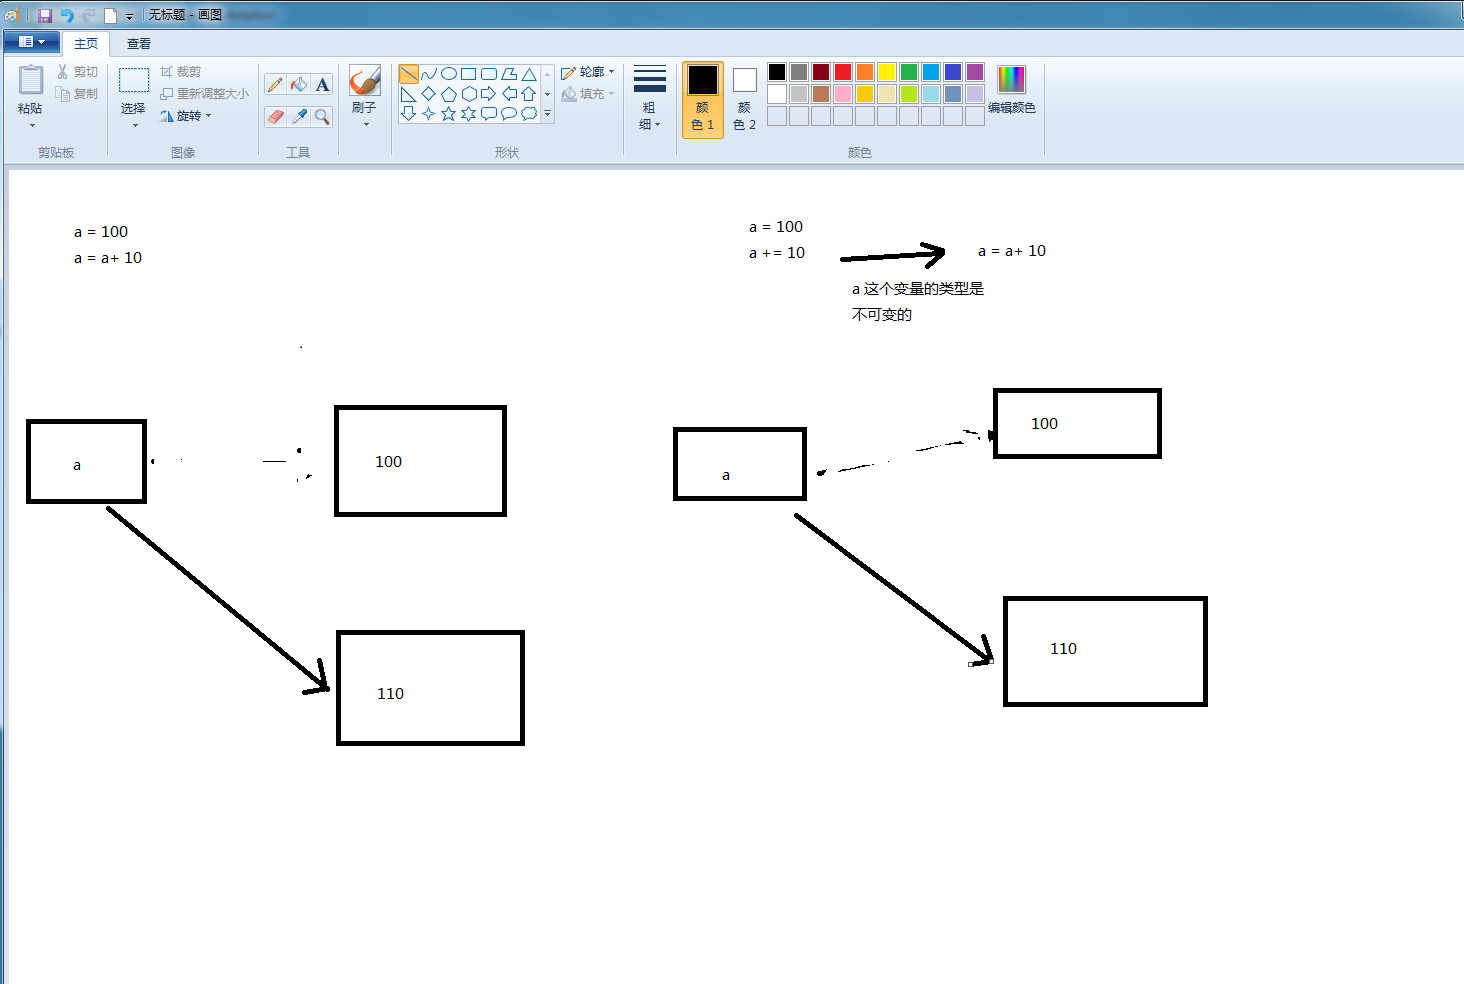 无标题 - 画图
主页
查看
粘贴
剪切
复制
剪贴板
选择
裁剪
重新调整大小
旋转
图像
A
工具
刷子
形状
轮廓
填充
粗
细
颜
色 1
颜
色 2
颜色
编辑颜色
a = 100
a = a+ 10
a = 100
a += 10
a = a+ 10
a 这个变量的类型是
不可变的
a
100
110
a
100
110